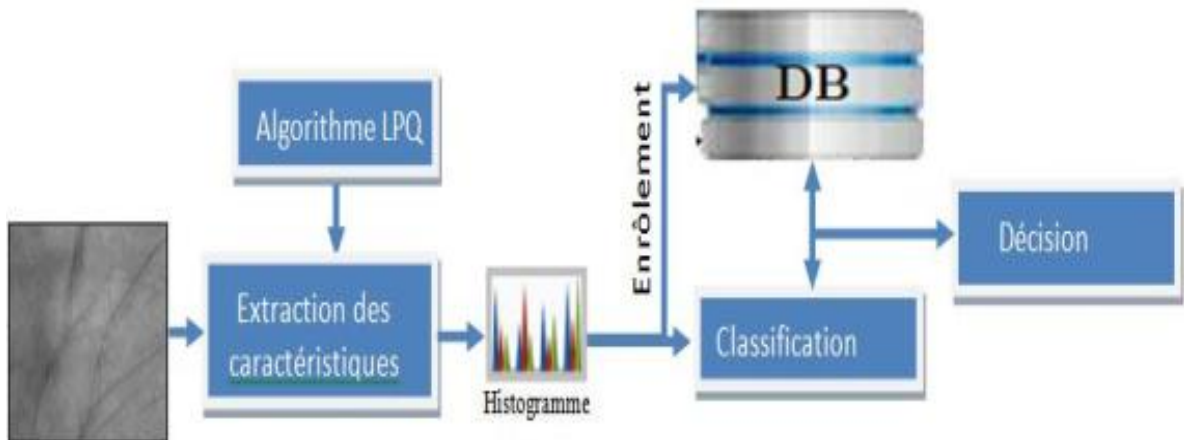 Algorithme LPQ
Extraction des
caractéristiques
Histogramme
Enrôlement
DB
Classification
Décision